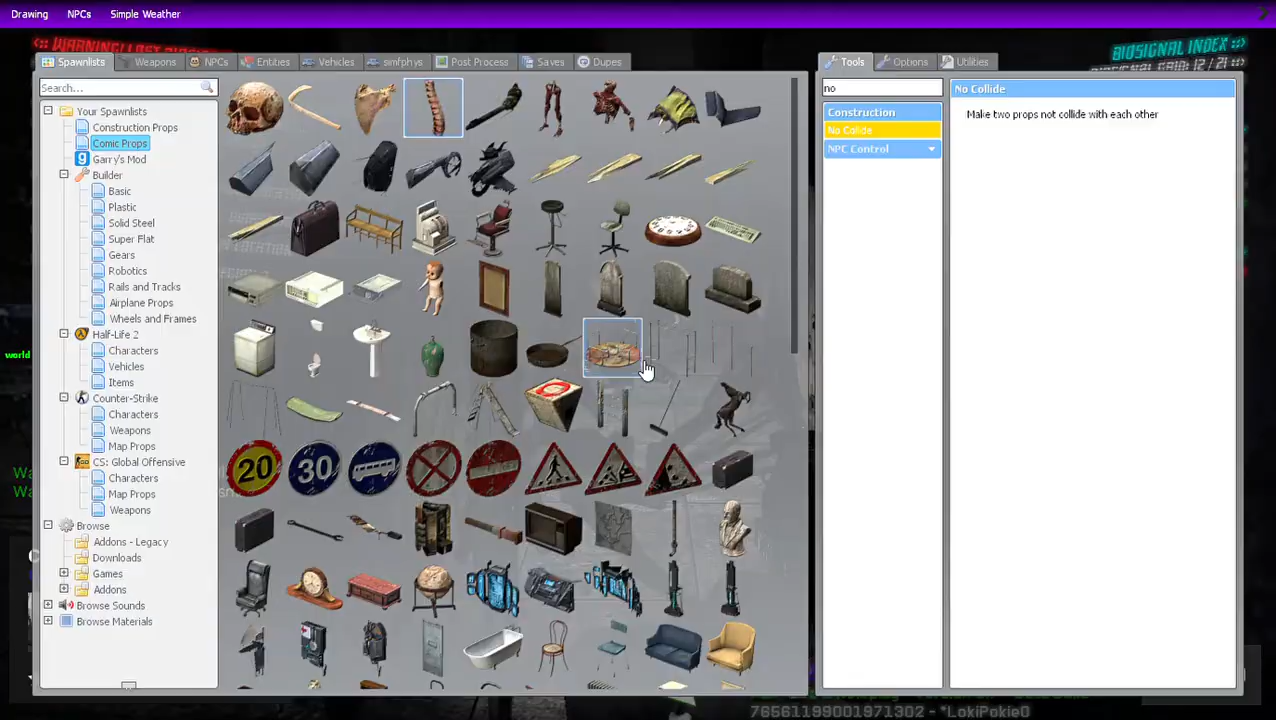 Drawing NPCs Simple Weather
BIOSIGNAL INDEX
Spawnlists Weapons NPCs Entities Vehicles simfphys Post Process Saves Dupes
Tools Options Utilities
Search...
no
No Collide
Make two props not collide with each other
Construction
No Collide
NPC Control
Your Spawnlists
Construction Props
Comic Props
Garry's Mod
Builder
Basic
Plastic
Solid Steel
Super Flat
Gears
Robotics
Rails and Tracks
Airplane Props
Wheels and Frames
Half-Life 2
Characters
Vehicles
Items
Counter-Strike
Characters
Weapons
Map Props
CS: Global Offensive
Characters
Map Props
Weapons
Browse
Addons - Legacy
Downloads
Games
Addons
Browse Sounds
Browse Materials
world
20
30
765611990019713​02 - *LokiPokie0